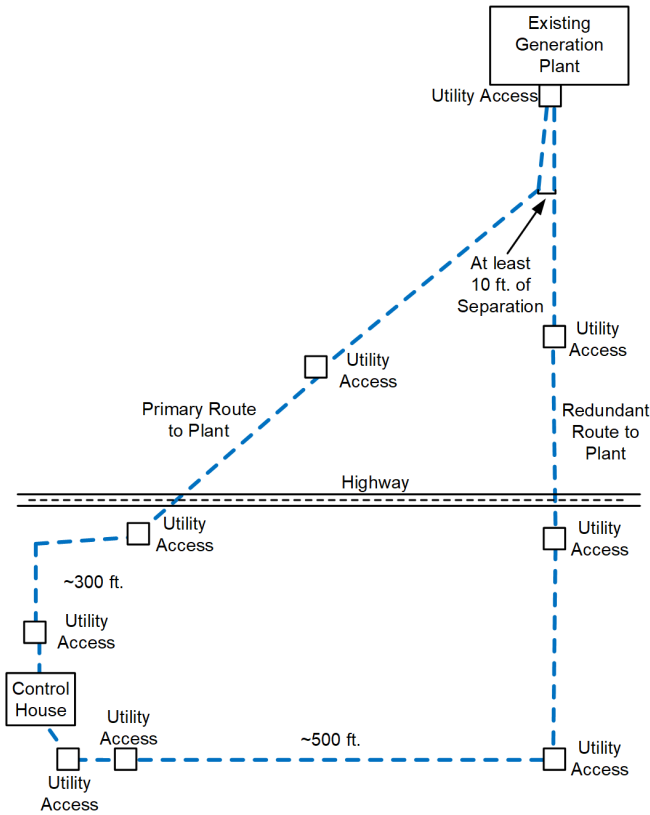 Existing
Generation
Plant
Utility Access
At least
10 ft. of
Separation
Utility
Access
Utility
Access
Primary Route
to Plant
Redundant
Route to
Plant
Highway
Utility
Access
Utility
Access
~300 ft.
Utility
Access
Control
House
Utility
Access
~500 ft.
Utility
Access
Utility
Access